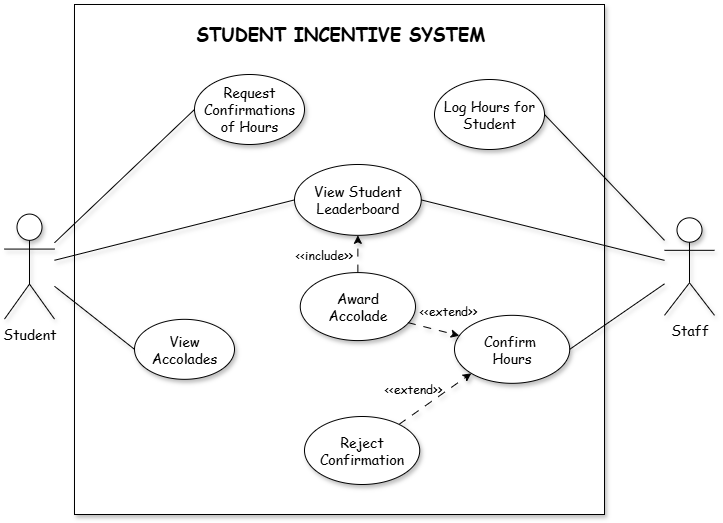 STUDENT INCENTIVE SYSTEM
Request
Confirmations
of Hours
Log Hours for
Student
View Student
Leaderboard
<<include>>
Award
Accolade
<<extend>>
Student
Staff
View
Accolades
Confirm
Hours
<<extend>>
Reject
Confirmation